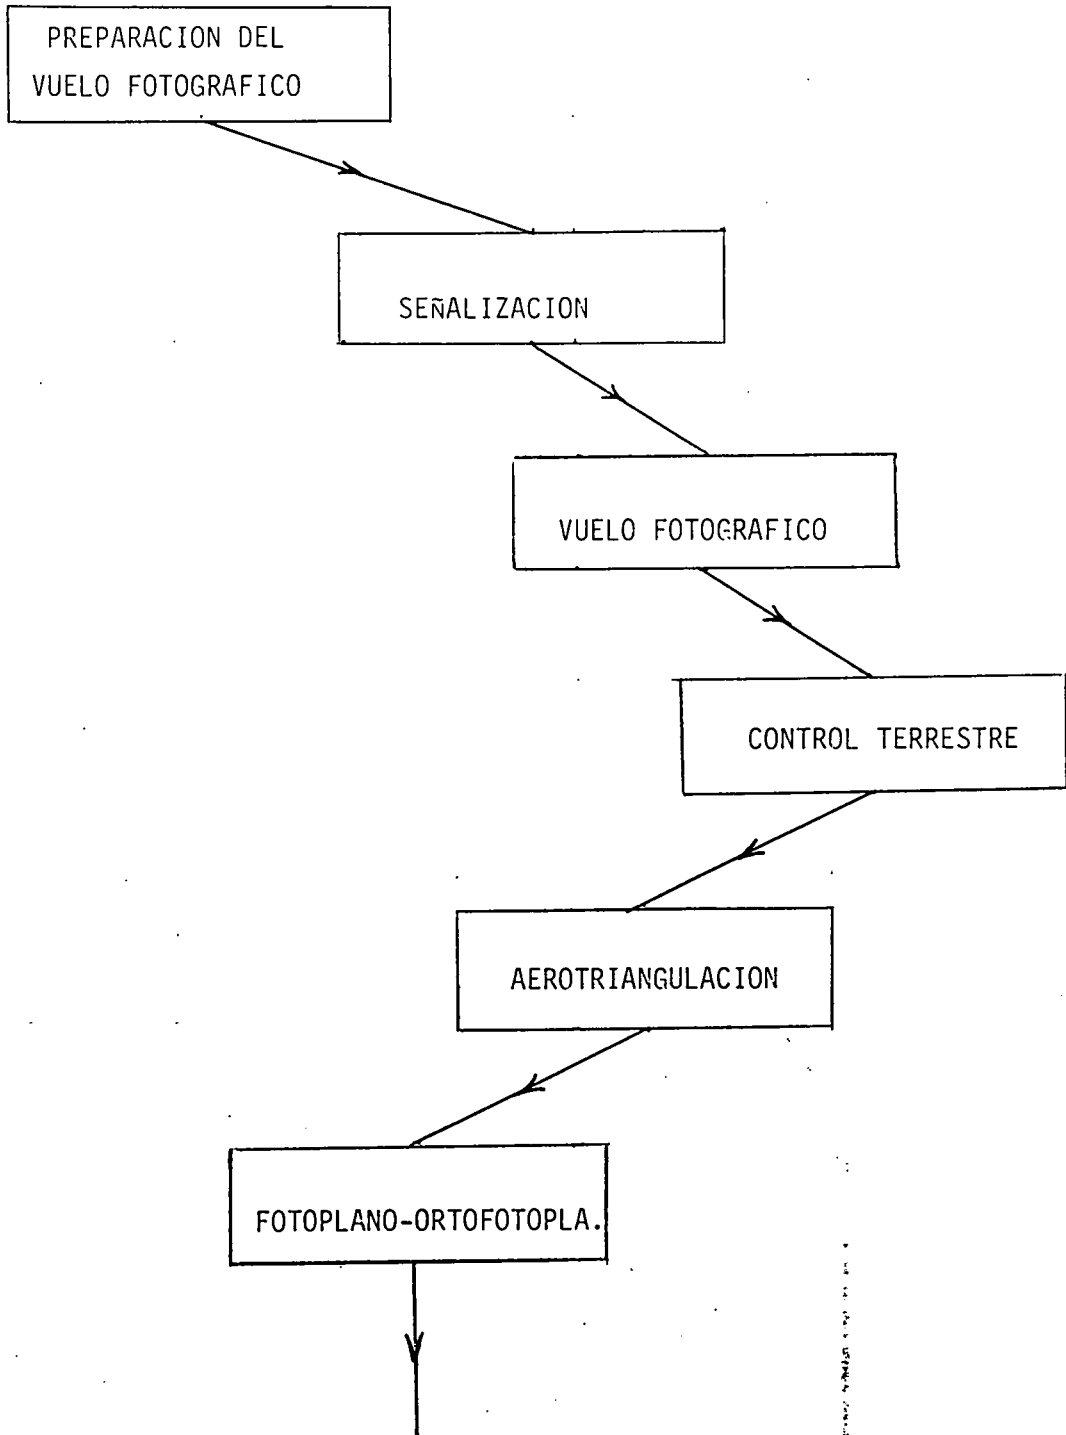 PREPARACION DEL
VUELO FOTOGRAFICO
SEÑALIZACION
VUELO FOTOGRAFICO
CONTROL TERRESTRE
AEROTRIANGULACION
FOTOPLANO-ORTOFOTOPLA.